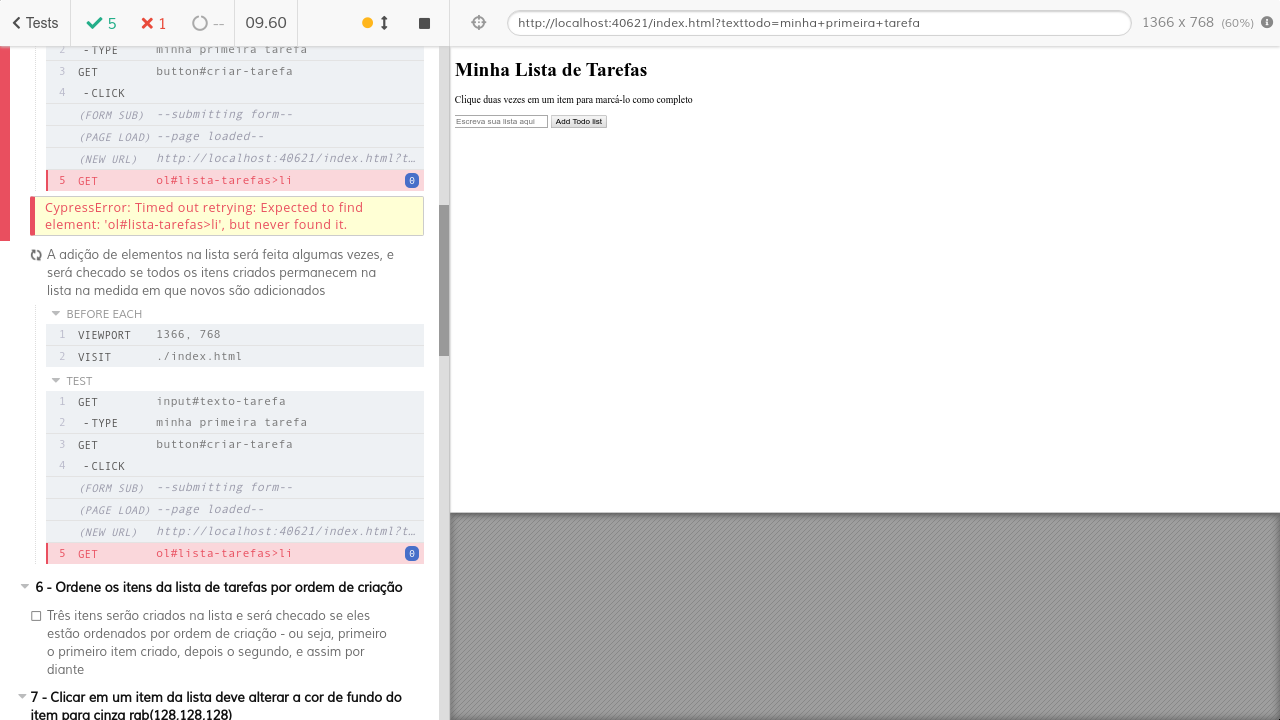 Tests
5
1
--
09.60
http://localhost:40621/index.html?texttodo=minha+primeira+tarefa
1366 x 768 (60%)
2 -TYPE minha primeira tarefa
3 GET button#criar-tarefa
4 -CLICK
(FORM SUB) --submitting form--
(PAGE LOAD) --page loaded--
(NEW URL) http://localhost:40621/index.html?t…
5 GET ol#lista-tarefas>li 0
CypressError: Timed out retrying: Expected to find
element: 'ol#lista-tarefas>li', but never found it.
A adição de elementos na lista será feita algumas vezes, e
será checado se todos os itens criados permanecem na
lista na medida em que novos são adicionados
BEFORE EACH
1 VIEWPORT 1366, 768
2 VISIT ./index.html
TEST
1 GET input#texto-tarefa
2 -TYPE minha primeira tarefa
3 GET button#criar-tarefa
4 -CLICK
(FORM SUB) --submitting form--
(PAGE LOAD) --page loaded--
(NEW URL) http://localhost:40621/index.html?t…
5 GET ol#lista-tarefas>li 0
6 - Ordene os itens da lista de tarefas por ordem de criação
Três itens serão criados na lista e será checado se eles
estão ordenados por ordem de criação - ou seja, primeiro
o primeiro item criado, depois o segundo, e assim por
diante
7 - Clicar em um item da lista deve alterar a cor de fundo do
item para cinza rgb(128,128,128)
Minha Lista de Tarefas
Clique duas vezes em um item para marcá-lo como completo
Escreva sua lista aqui Add Todo list